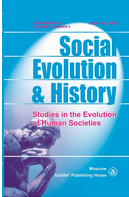 Social
Evolution
& History
Studies in the Evolution
of Human Societies
Moscow
'Uchitel' Publishing House